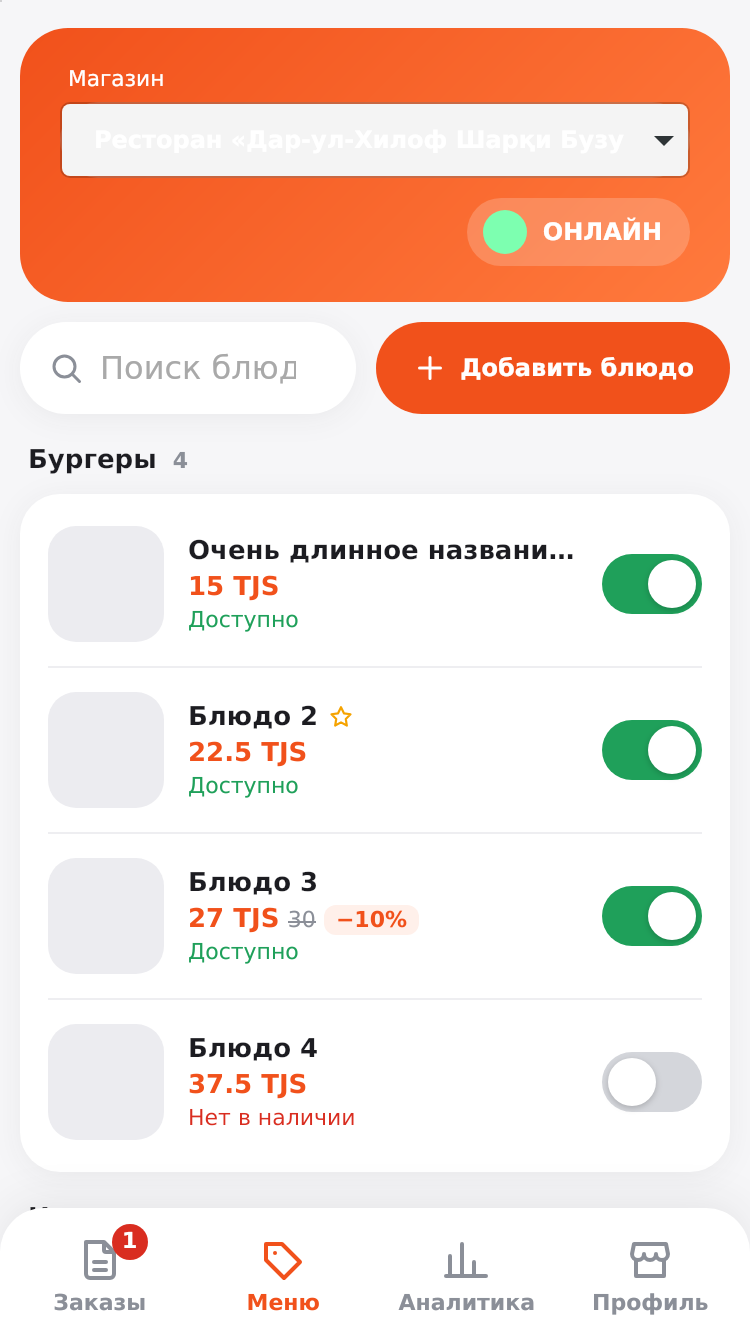 Магазин
Ресторан «Дар-ул-Хилоф Шарқи Бузу
ОНЛАЙН
Поиск блюд
Добавить блюдо
Бургеры 4
Очень длинное названи...
15 TJS
Доступно
Блюдо 2
22.5 TJS
Доступно
Блюдо 3
27 TJS 30 −10%
Доступно
Блюдо 4
37.5 TJS
Нет в наличии
1
Заказы Меню Аналитика Профиль